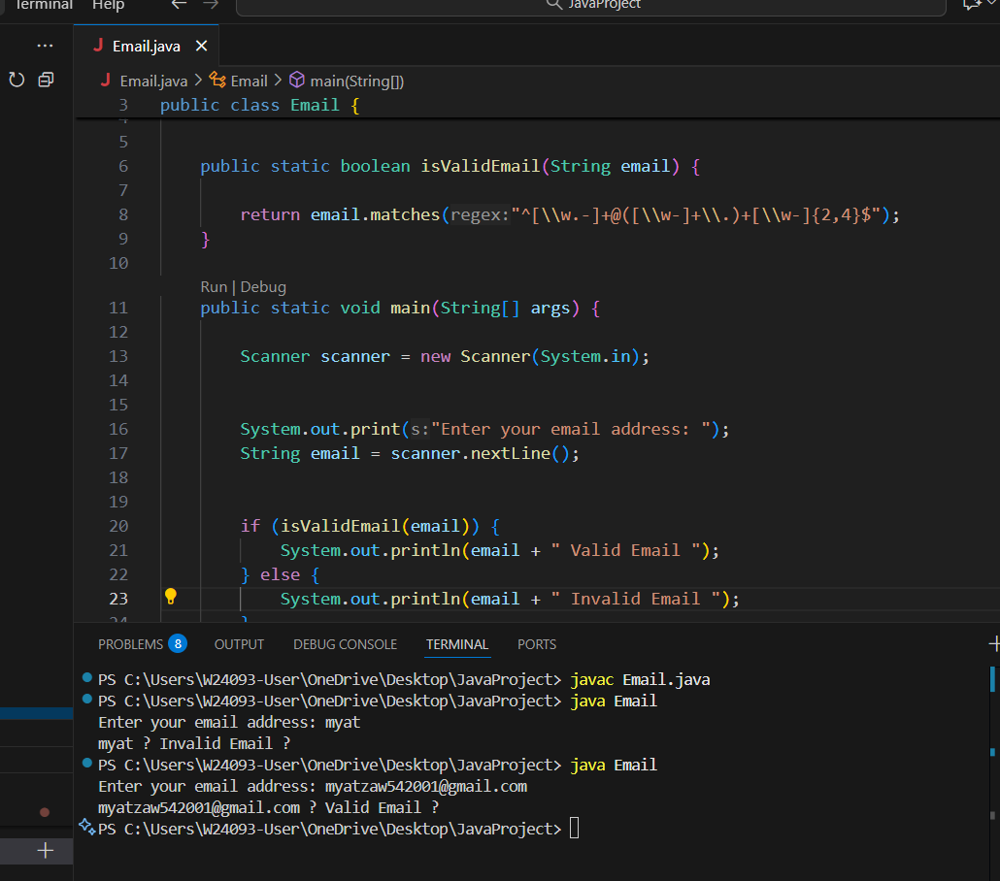 Terminal Help ← → JavaProject
... J Email.java ×
J Email.java > Email > main(String[])
3 public class Email {
4
5
6 public static boolean isValidEmail(String email) {
7
8 return email.matches(regex:"^[\\w.-]+@([\\w-]+\\.)+[\\w-]{2,4}$");
9 }
10
Run | Debug
11 public static void main(String[] args) {
12
13 Scanner scanner = new Scanner(System.in);
14
15
16 System.out.print(s:"Enter your email address: ");
17 String email = scanner.nextLine();
18
19
20 if (isValidEmail(email)) {
21 System.out.println(email + " Valid Email ");
22 } else {
23 System.out.println(email + " Invalid Email ");
24 }
PROBLEMS 8 OUTPUT DEBUG CONSOLE TERMINAL PORTS +
PS C:\Users\W24093-User\OneDrive\Desktop\JavaProject> javac Email.java
PS C:\Users\W24093-User\OneDrive\Desktop\JavaProject> java Email
Enter your email address: myat
myat ? Invalid Email ?
PS C:\Users\W24093-User\OneDrive\Desktop\JavaProject> java Email
Enter your email address: myatzaw542001@gmail.com
myatzaw542001@gmail.com ? Valid Email ?
PS C:\Users\W24093-User\OneDrive\Desktop\JavaProject>